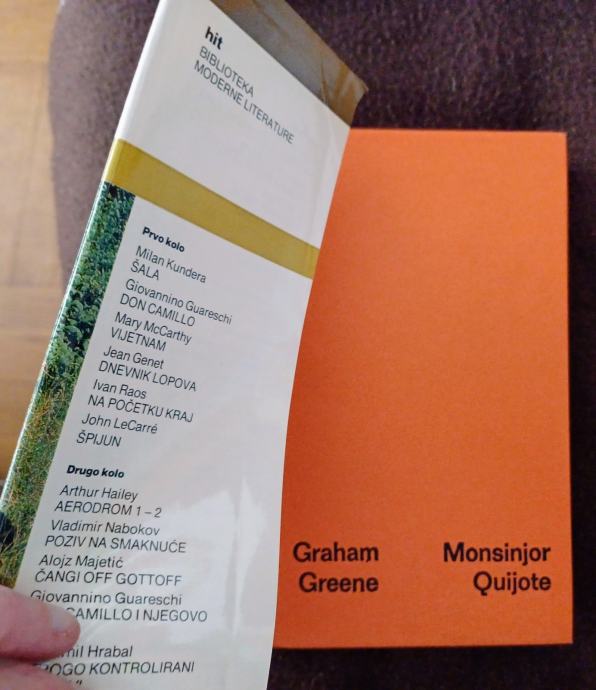 hit
BIBLIOTEKA
MODERNE LITERATURE
Prvo kolo
Milan Kundera
ŠALA
Giovannino Guareschi
DON CAMILLO
Mary McCarthy
VIJETNAM
Jean Genet
DNEVNIK LOPOVA
Ivan Raos
NA POČETKU KRAJ
John LeCarré
ŠPIJUN
Drugo kolo
Arthur Hailey
AERODROM 1 – 2
Vladimir Nabokov
POZIV NA SMAKNUĆE
Alojz Majetić
ČANGI OFF GOTTOFF
Giovannino Guareschi
CAMILLO I NJEGOVO
Hrabal
KONTROLIRANI
Graham
Greene
Monsinjor
Quijote